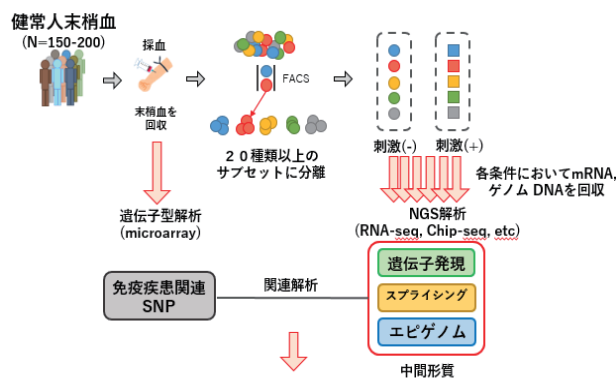 健常人末梢血
(N=150-200)
採血
末梢血を
回収
FACS
２０種類以上の
サブセットに分離
刺激(-)
刺激(+)
各条件においてmRNA,
ゲノム DNAを回収
遺伝子型解析
(microarray)
NGS解析
(RNA-seq, Chip-seq, etc)
免疫疾患関連
SNP
関連解析
遺伝子発現
スプライシング
エピゲノム
中間形質